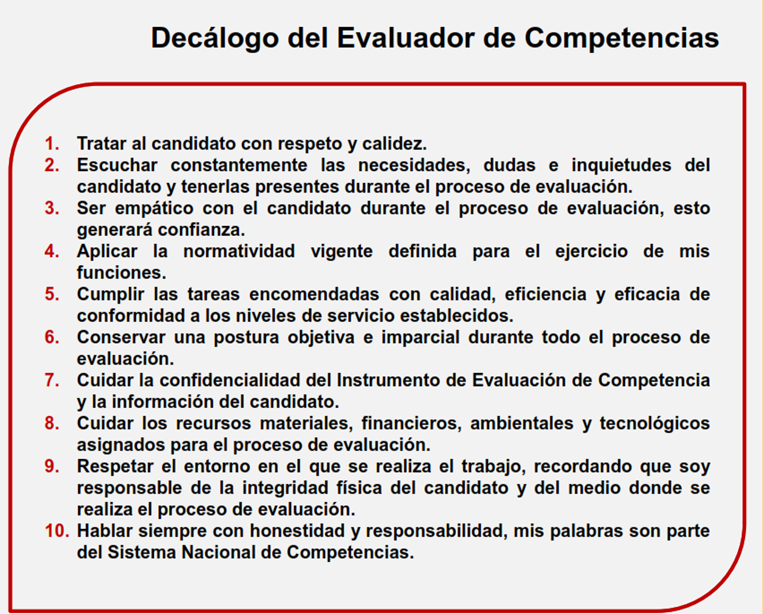 Decálogo del Evaluador de Competencias
1. Tratar al candidato con respeto y calidez.
2. Escuchar constantemente las necesidades, dudas e inquietudes del
candidato y tenerlas presentes durante el proceso de evaluación.
3. Ser empático con el candidato durante el proceso de evaluación, esto
generará confianza.
4. Aplicar la normatividad vigente definida para el ejercicio de mis
funciones.
5. Cumplir las tareas encomendadas con calidad, eficiencia y eficacia de
conformidad a los niveles de servicio establecidos.
6. Conservar una postura objetiva e imparcial durante todo el proceso de
evaluación.
7. Cuidar la confidencialidad del Instrumento de Evaluación de Competencia
y la información del candidato.
8. Cuidar los recursos materiales, financieros, ambientales y tecnológicos
asignados para el proceso de evaluación.
9. Respetar el entorno en el que se realiza el trabajo, recordando que soy
responsable de la integridad física del candidato y del medio donde se
realiza el proceso de evaluación.
10. Hablar siempre con honestidad y responsabilidad, mis palabras son parte
del Sistema Nacional de Competencias.